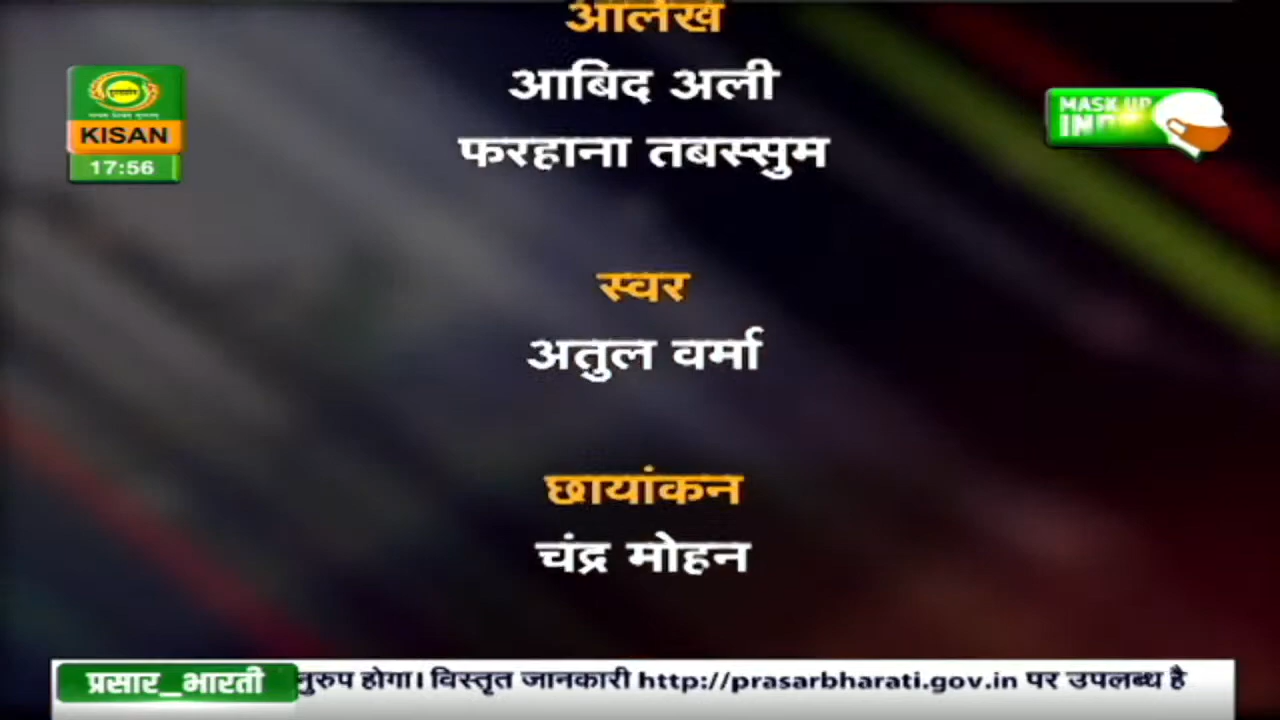 आलेख
आबिद अली
फरहाना तबस्सुम
KISAN
17:56
MASK UP
स्वर
अतुल वर्मा
छायांकन
चंद्र मोहन
प्रसार_भारती
नुरुप होगा। विस्तृत जानकारी http://prasarbharati.gov.in पर उपलब्ध है